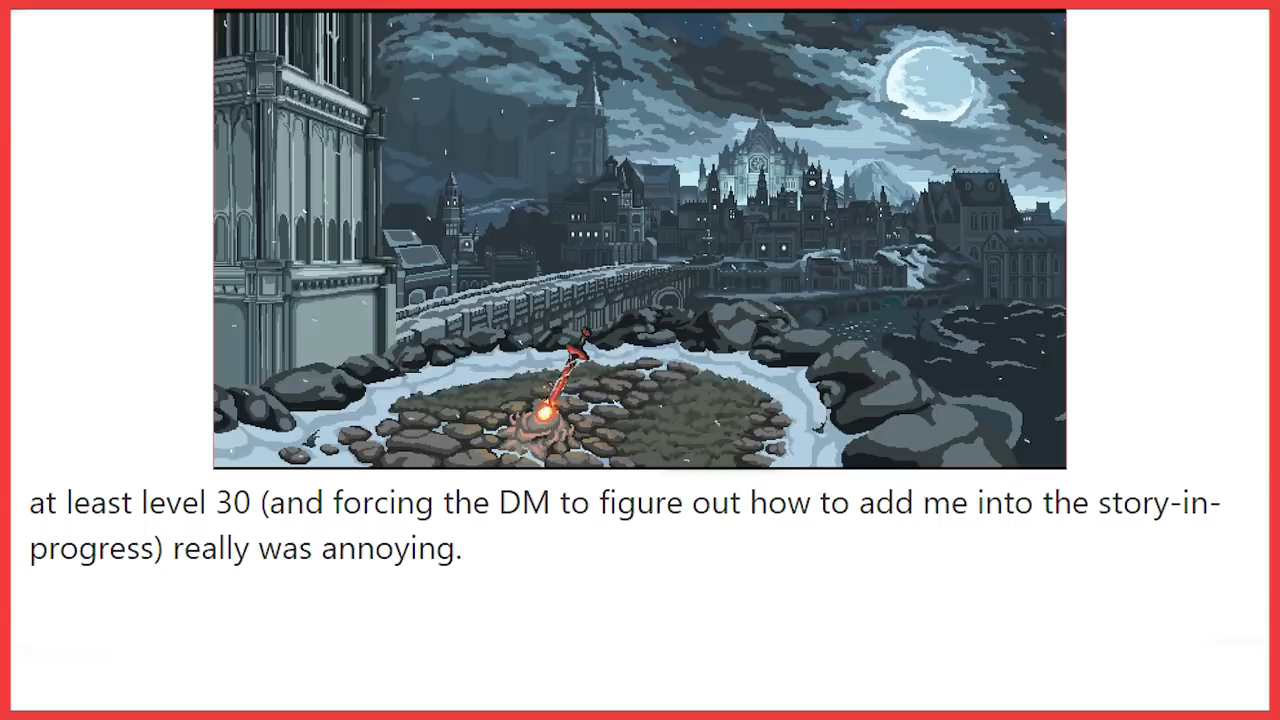 at least level 30 (and forcing the DM to figure out how to add me into the story-in-
progress) really was annoying.